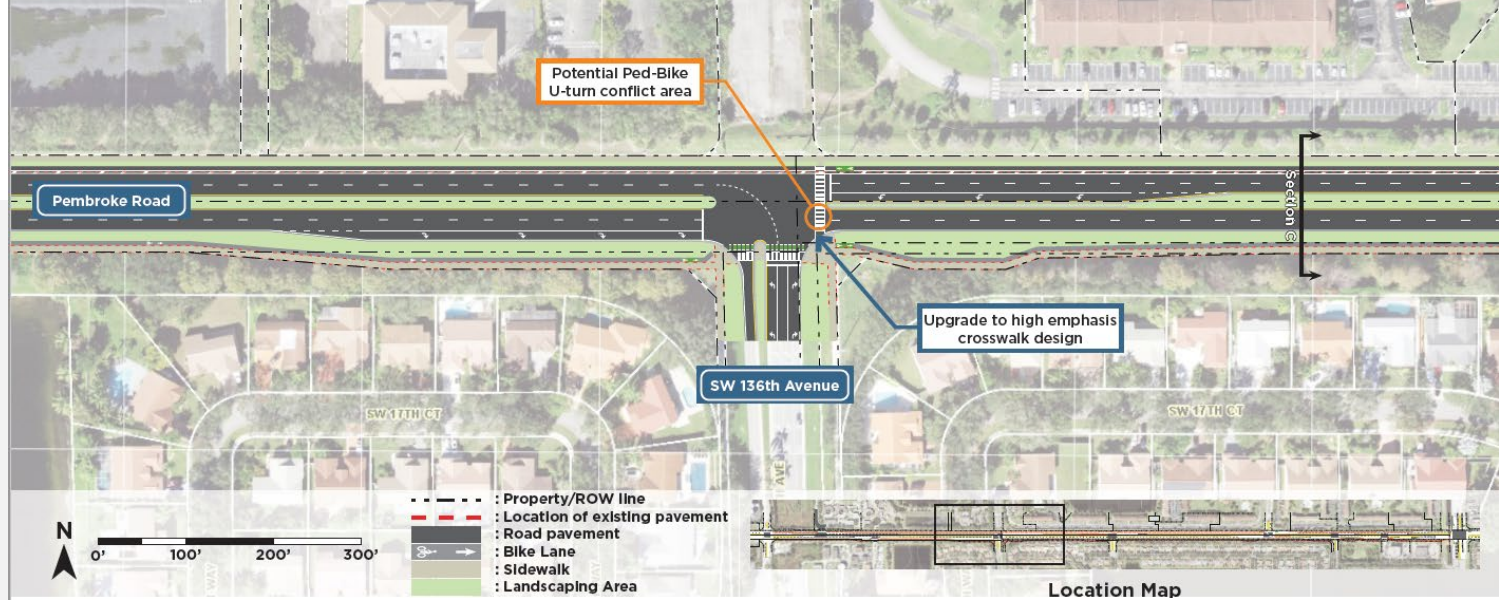 Potential Ped-Bike
U-turn conflict area
Pembroke Road
Section C
Upgrade to high emphasis
crosswalk design
SW 136th Avenue
SW 17TH CT
SW 17TH CT
N
0'
100'
200'
300'
: Property/ROW line
: Location of existing pavement
: Road pavement
: Bike Lane
: Sidewalk
: Landscaping Area
Location Map